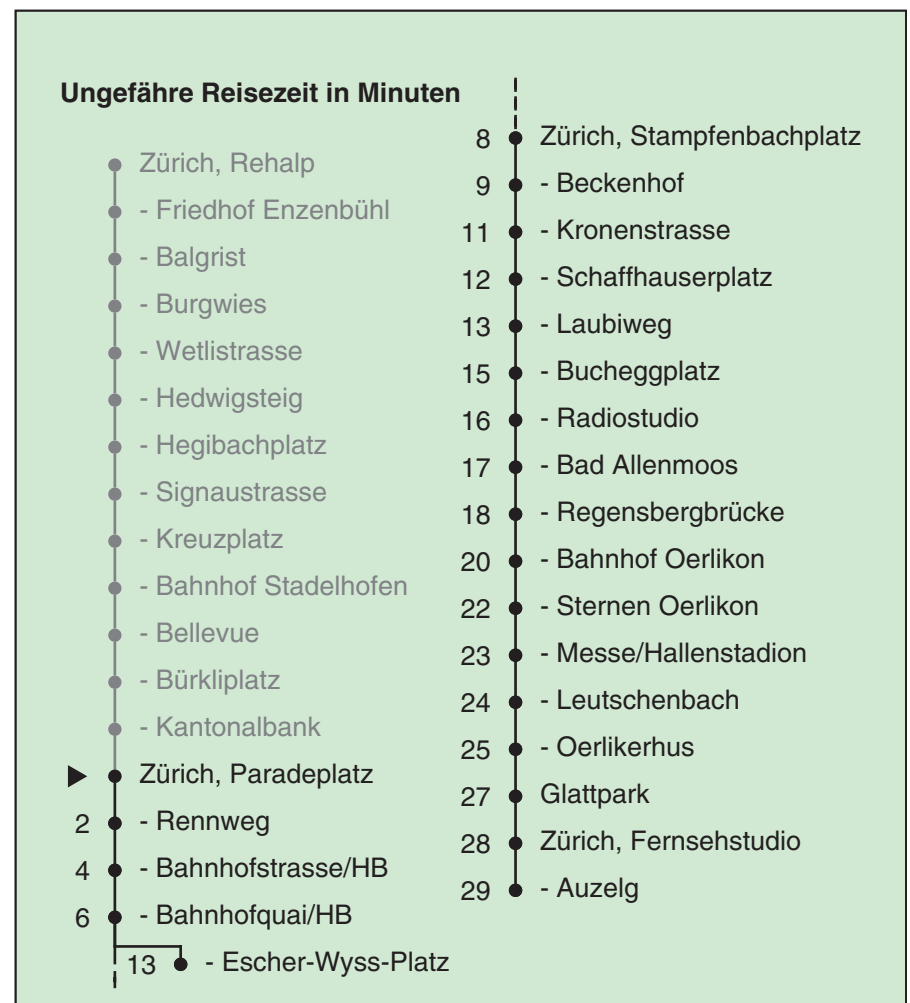 Ungefähre Reisezeit in Minuten
Zürich, Rehalp
- Friedhof Enzenbühl
- Balgrist
- Burgwies
- Wetlistrasse
- Hedwigsteig
- Hegibachplatz
- Signaustrasse
- Kreuzplatz
- Bahnhof Stadelhofen
- Bellevue
- Bürkliplatz
- Kantonalbank
Zürich, Paradeplatz
2 - Rennweg
4 - Bahnhofstrasse/HB
6 - Bahnhofquai/HB
13 - Escher-Wyss-Platz
8 Zürich, Stampfenbachplatz
9 - Beckenhof
11 - Kronenstrasse
12 - Schaffhauserplatz
13 - Laubiweg
15 - Bucheggplatz
16 - Radiostudio
17 - Bad Allenmoos
18 - Regensbergbrücke
20 - Bahnhof Oerlikon
22 - Sternen Oerlikon
23 - Messe/Hallenstadion
24 - Leutschenbach
25 - Oerlikerhus
27 Glattpark
28 Zürich, Fernsehstudio
29 - Auzelg